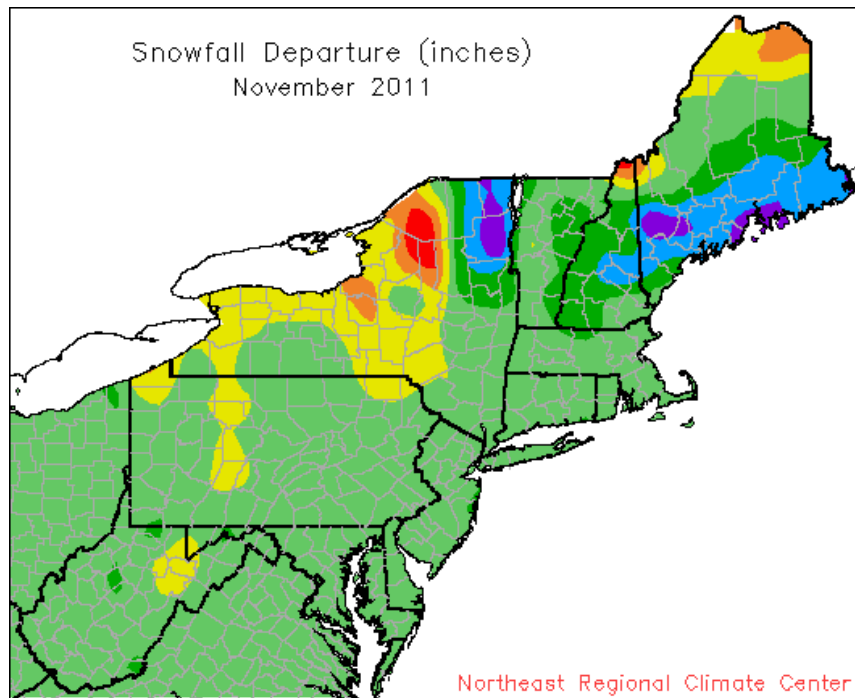 Snowfall Departure (inches)
November 2011
Northeast Regional Climate Center